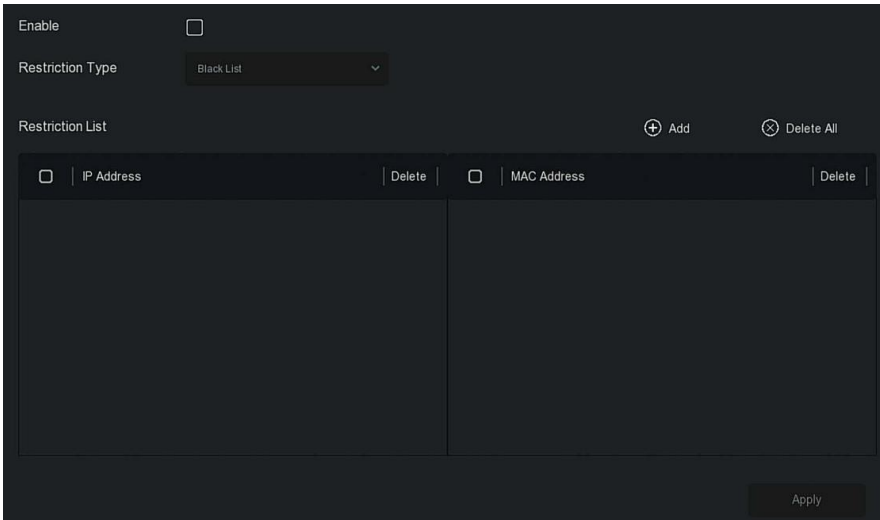 Enable
Restriction Type Black List
Restriction List Add Delete All
IP Address Delete MAC Address Delete
Apply